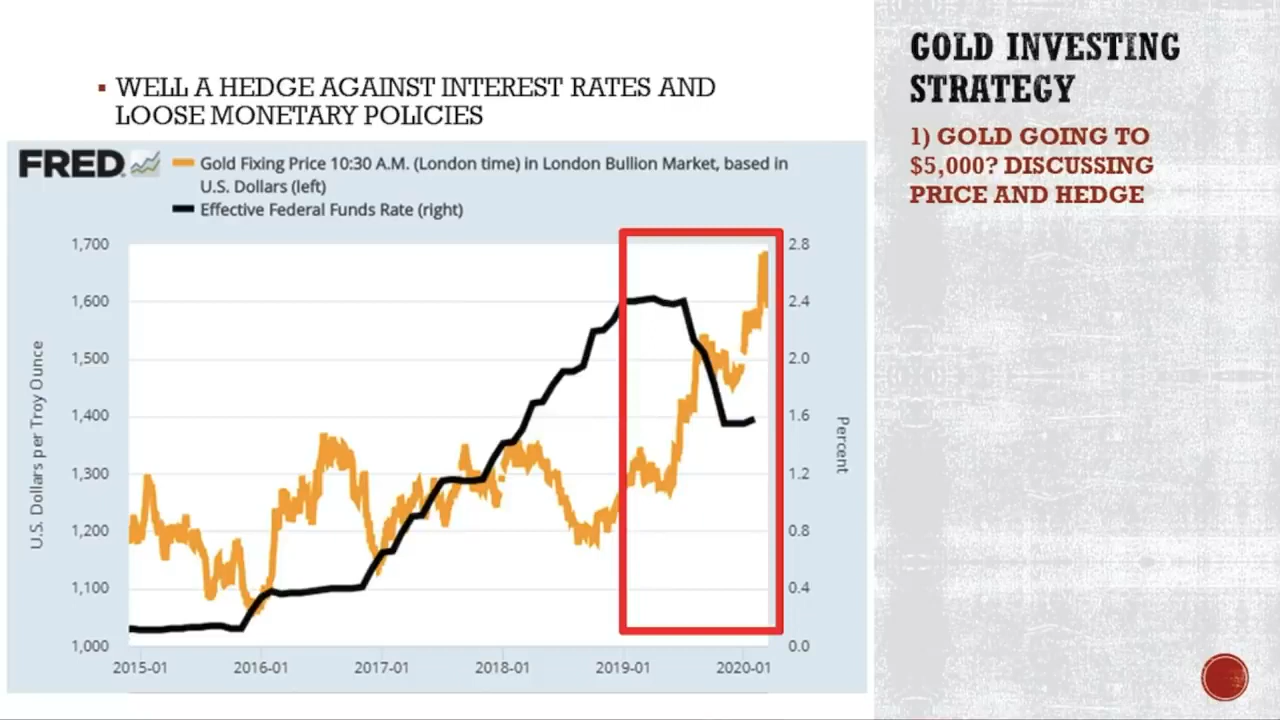 GOLD INVESTING
STRATEGY
1) GOLD GOING TO
$5,000? DISCUSSING
PRICE AND HEDGE
▪ WELL A HEDGE AGAINST INTEREST RATES AND
LOOSE MONETARY POLICIES
FRED
Gold Fixing Price 10:30 A.M. (London time) in London Bullion Market, based in
U.S. Dollars (left)
Effective Federal Funds Rate (right)
U.S. Dollars per Troy Ounce
1,700
1,600
1,500
1,400
1,300
1,200
1,100
1,000
2.8
2.4
2.0
1.6
1.2
0.8
0.4
0.0
Percent
2015-01 2016-01 2017-01 2018-01 2019-01 2020-01